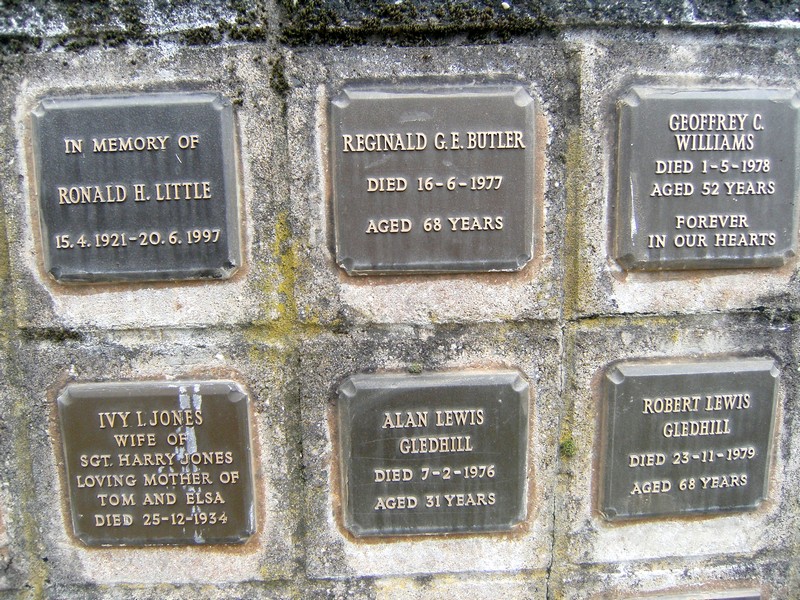 IN MEMORY OF
RONALD H. LITTLE
15. 4. 1921-20. 6. 1997
REGINALD G. E. BUTLER
DIED 16-6-1977
AGED 68 YEARS
GEOFFREY C.
WILLIAMS
DIED 1-5-1978
AGED 52 YEARS
FOREVER
IN OUR HEARTS
IVY I. JONES
WIFE OF
SGT. HARRY JONES
LOVING MOTHER OF
TOM AND ELSA
DIED 25-12-1934
ALAN LEWIS
GLEDHILL
DIED 7-2-1976
AGED 31 YEARS
ROBERT LEWIS
GLEDHILL
DIED 23-11-1979
AGED 68 YEARS